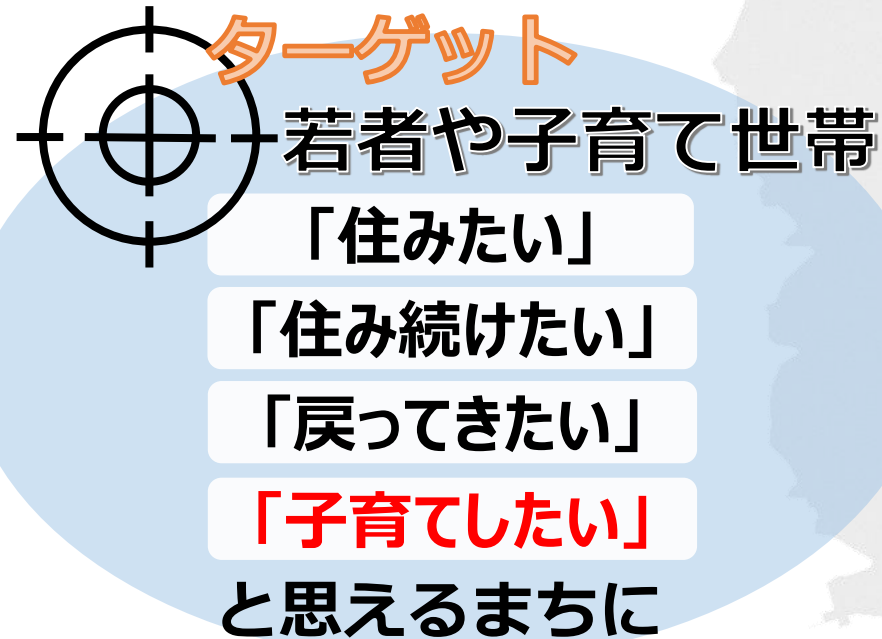 ターゲット
若者や子育て世帯
「住みたい」
「住み続けたい」
「戻ってきたい」
「子育てしたい」
と思えるまちに